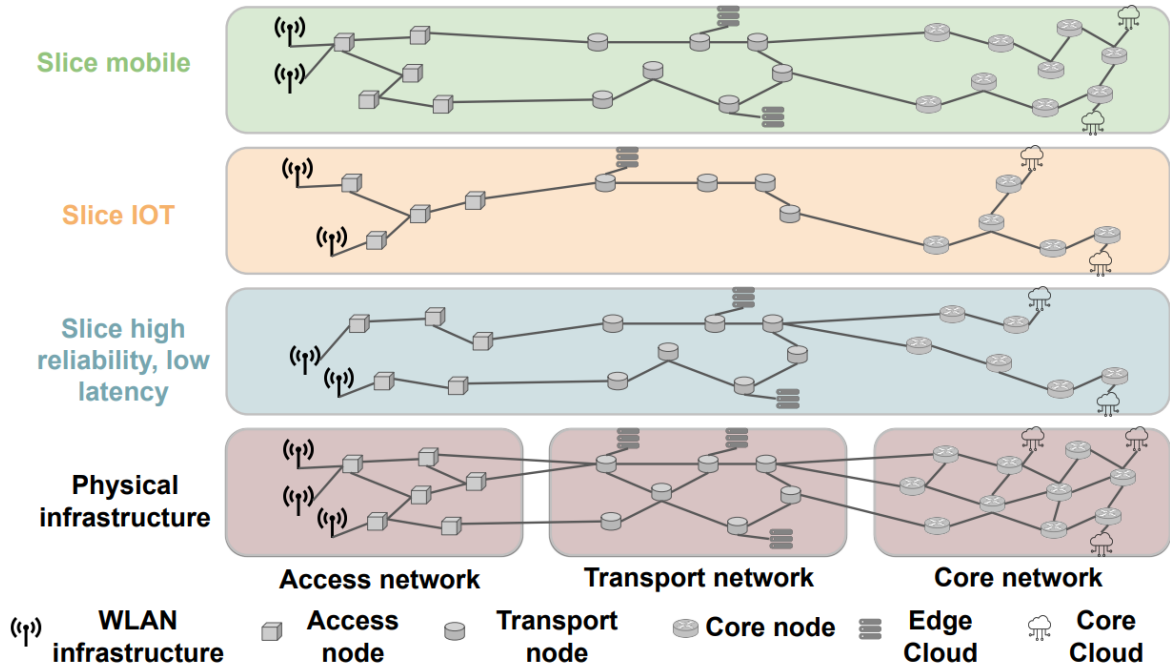 Slice mobile
Slice IOT
Slice high
reliability, low
latency
Physical
infrastructure
Access network
Transport network
Core network
WLAN
infrastructure
Access
node
Transport
node
Core node
Edge
Cloud
Core
Cloud